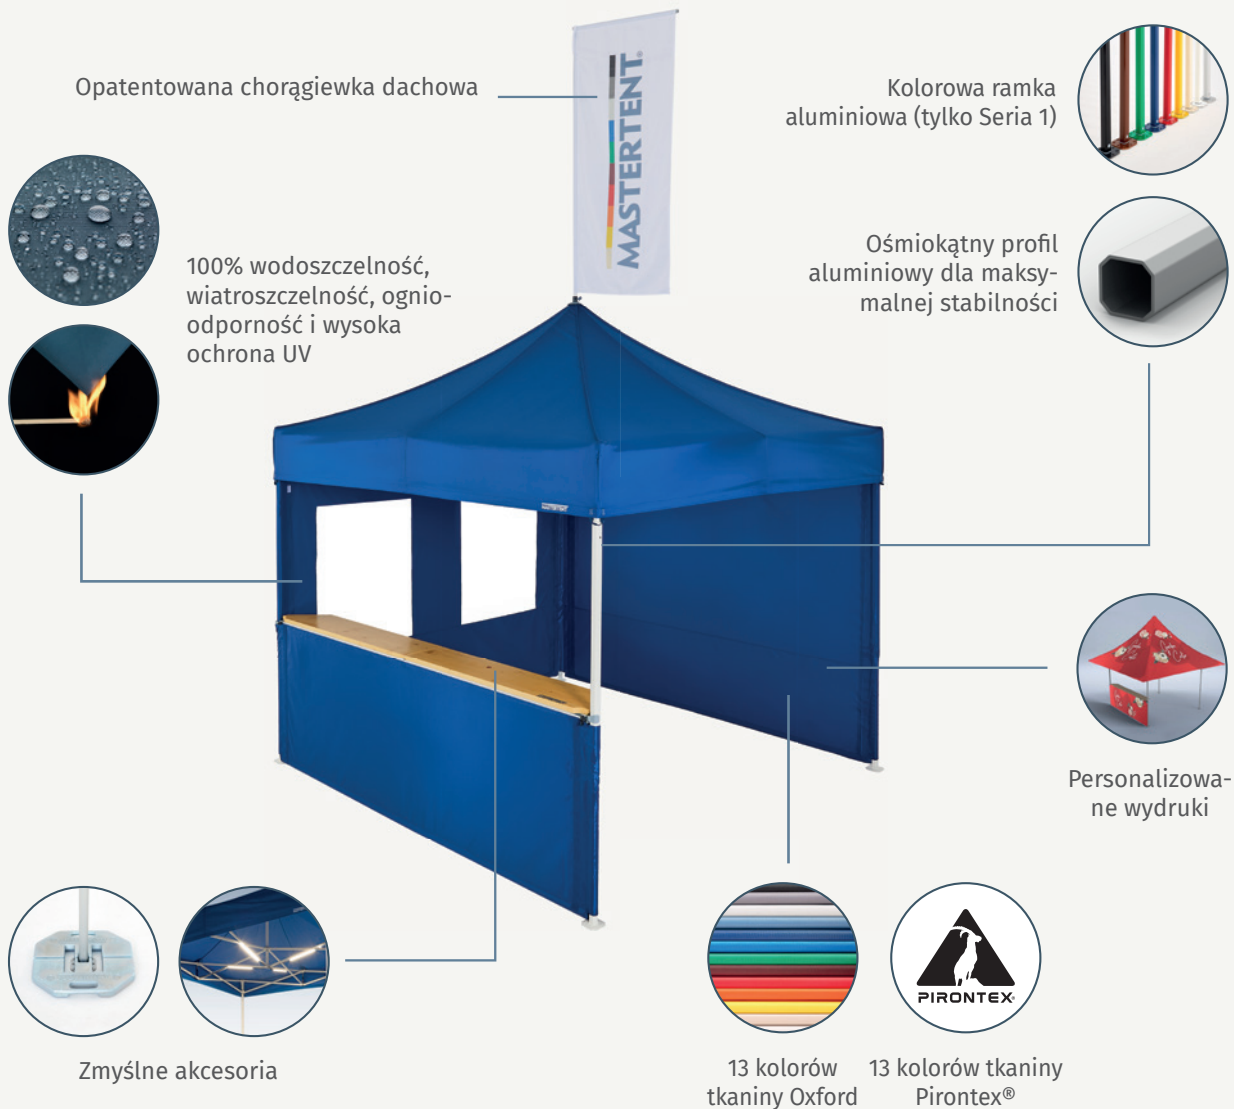 Opatentowana chorągiewka dachowa
MASTERTENT®
Kolorowa ramka
aluminiowa (tylko Seria 1)
100% wodoszczelność,
wiatroszczelność, ognio-
odporność i wysoka
ochrona UV
Ośmiokątny profil
aluminiowy dla maksy-
malnej stabilności
Personalizowa-
ne wydruki
Zmyślne akcesoria
PIRONTEX®
13 kolorów
tkaniny Oxford
13 kolorów tkaniny
Pirontex®